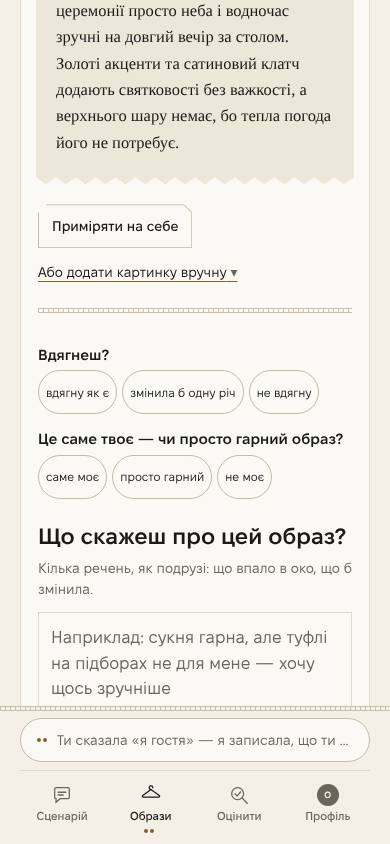 церемонії просто неба і водночас
зручні на довгий вечір за столом.
Золоті акценти та сатиновий клатч
додають святковості без важкості, а
верхнього шару немає, бо тепла погода
його не потребує.
Приміряти на себе
Або додати картинку вручну ▾
Вдягнеш?
вдягну як є
змінила б одну річ
не вдягну
Це саме твоє — чи просто гарний образ?
саме моє
просто гарний
не моє
Що скажеш про цей образ?
Кілька речень, як подрузі: що впало в око, що б
змінила.
Наприклад: сукня гарна, але туфлі
на підборах не для мене — хочу
щось зручніше
Ти сказала «я гостя» — я записала, що ти ...
Сценарій
Образи
Оцінити
О
Профіль